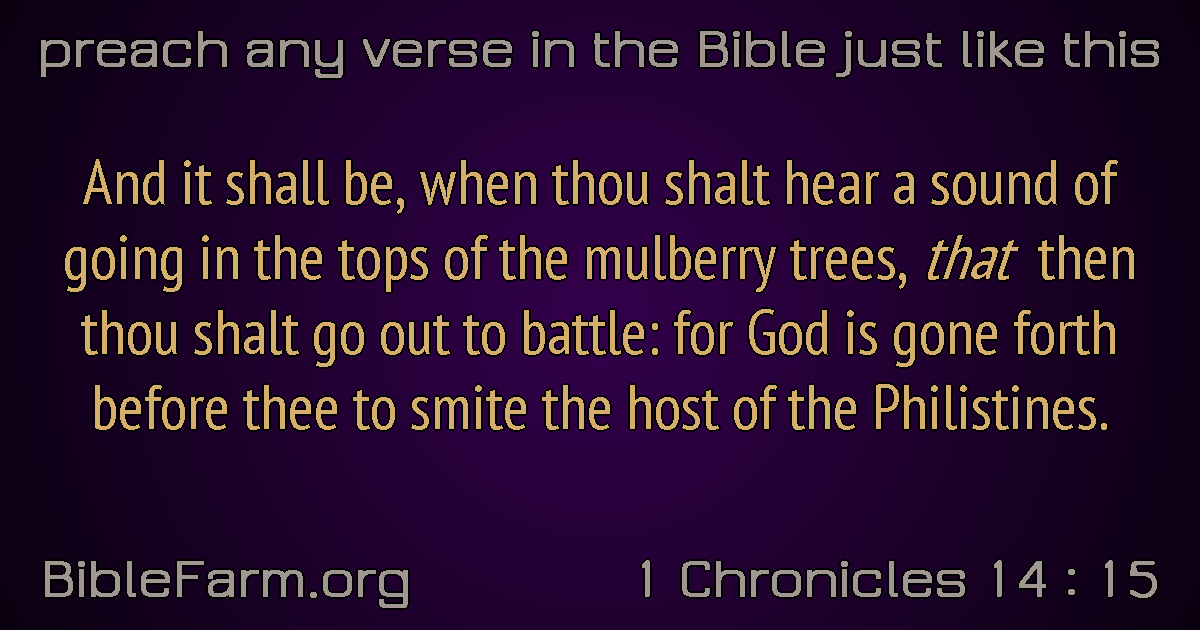 preach any verse in the Bible just like this
And it shall be, when thou shalt hear a sound of
going in the tops of the mulberry trees, that then
thou shalt go out to battle: for God is gone forth
before thee to smite the host of the Philistines.
BibleFarm.org
1 Chronicles 14 : 15